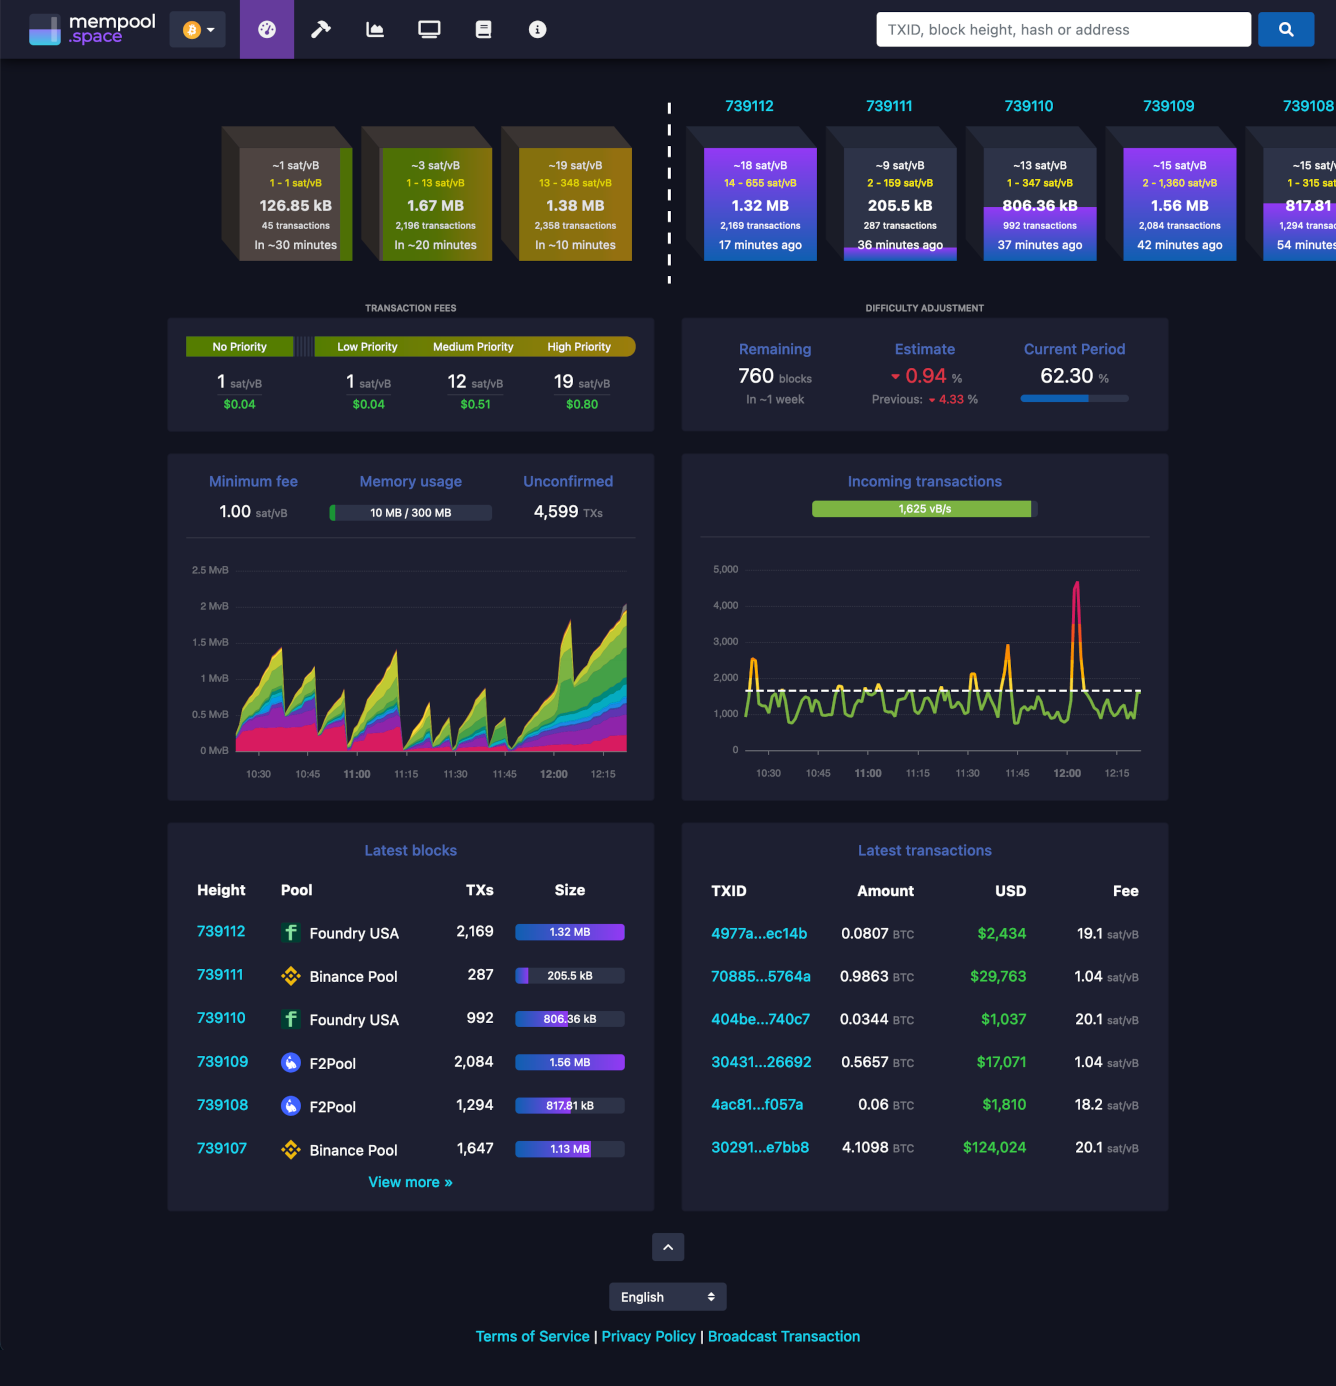 mempool
.space
TXID, block height, hash or address
739112
739111
739110
739109
739108
~1 sat/vB
1 - 1 sat/vB
126.85 kB
45 transactions
In ~30 minutes
~3 sat/vB
1 - 13 sat/vB
1.67 MB
2,196 transactions
In ~20 minutes
~19 sat/vB
13 - 348 sat/vB
1.38 MB
2,358 transactions
In ~10 minutes
~18 sat/vB
14 - 655 sat/vB
1.32 MB
2,169 transactions
17 minutes ago
~9 sat/vB
2 - 159 sat/vB
205.5 kB
287 transactions
36 minutes ago
~13 sat/vB
1 - 347 sat/vB
806.36 kB
992 transactions
37 minutes ago
~15 sat/vB
2 - 1,360 sat/vB
1.56 MB
2,084 transactions
42 minutes ago
~15 sat/v
1 - 315 sat
817.81
1,294 transac
54 minutes
TRANSACTION FEES
No Priority Low Priority Medium Priority High Priority
1 sat/vB 1 sat/vB 12 sat/vB 19 sat/vB
$0.04 $0.04 $0.51 $0.80
DIFFICULTY ADJUSTMENT
Remaining Estimate Current Period
760 blocks 0.94 % 62.30 %
In ~1 week Previous: 4.33 %
Minimum fee Memory usage Unconfirmed
1.00 sat/vB 10 MB / 300 MB 4,599 TXs
2.5 MvB
2 MvB
1.5 MvB
1 MvB
0.5 MvB
0 MvB
10:30 10:45 11:00 11:15 11:30 11:45 12:00 12:15
Incoming transactions
1,625 vB/s
5,000
4,000
3,000
2,000
1,000
0
10:30 10:45 11:00 11:15 11:30 11:45 12:00 12:15
Latest blocks
Height Pool TXs Size
739112 Foundry USA 2,169 1.32 MB
739111 Binance Pool 287 205.5 kB
739110 Foundry USA 992 806.36 kB
739109 F2Pool 2,084 1.56 MB
739108 F2Pool 1,294 817.81 kB
739107 Binance Pool 1,647 1.13 MB
View more »
Latest transactions
TXID Amount USD Fee
4977a...ec14b 0.0807 BTC $2,434 19.1 sat/vB
70885...5764a 0.9863 BTC $29,763 1.04 sat/vB
404be...740c7 0.0344 BTC $1,037 20.1 sat/vB
30431...26692 0.5657 BTC $17,071 1.04 sat/vB
4ac81...f057a 0.06 BTC $1,810 18.2 sat/vB
30291...e7bb8 4.1098 BTC $124,024 20.1 sat/vB
English
Terms of Service | Privacy Policy | Broadcast Transaction